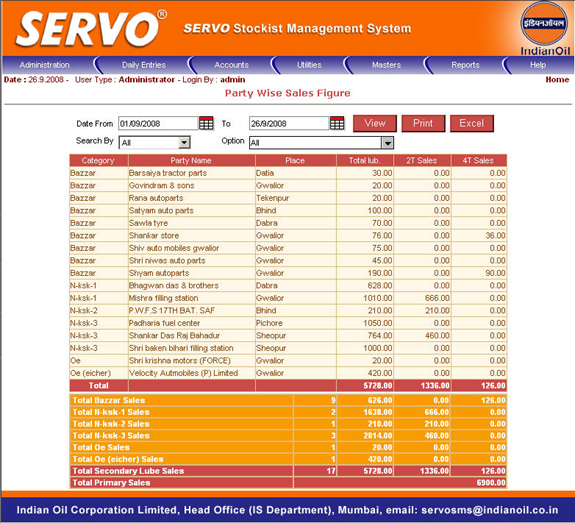 SERVO® SERVO Stockist Management System
इंडियनऑयल
IndianOil
Administration Daily Entries Accounts Utilities Masters Reports Help
Date : 26.9.2008 - User Type : Administrator - Login By : admin Home
Party Wise Sales Figure
Date From 01/09/2008 To 26/9/2008 View Print Excel
Search By All Option All
Category Party Name Place Total lub. 2T Sales 4T Sales
Bazzar Barsaiya tractor parts Datia 30.00 0.00 0.00
Bazzar Govindram & sons Gwalior 20.00 0.00 0.00
Bazzar Rana autoparts Tekenpur 20.00 0.00 0.00
Bazzar Satyam auto parts Bhind 100.00 0.00 0.00
Bazzar Sawla tyre Dabra 70.00 0.00 0.00
Bazzar Shankar store Gwalior 76.00 0.00 36.00
Bazzar Shiv auto mobiles gwalior Gwalior 75.00 0.00 0.00
Bazzar Shri niwas auto parts Gwalior 45.00 0.00 0.00
Bazzar Shyam autoparts Gwalior 190.00 0.00 90.00
N-ksk-1 Bhagwan das & brothers Dabra 628.00 0.00 0.00
N-ksk-1 Mishra filling station Gwalior 1010.00 666.00 0.00
N-ksk-2 P.W.F.S 17TH BAT. SAF Bhind 210.00 210.00 0.00
N-ksk-3 Padharia fuel center Pichore 1050.00 0.00 0.00
N-ksk-3 Shankar Das Raj Bahadur Sheopur 764.00 460.00 0.00
N-ksk-3 Shri baken bihari filling station Sheopur 1000.00 0.00 0.00
Oe Shri krishna motors (FORCE) Gwalior 20.00 0.00 0.00
Oe (eicher) Velocity Autmobiles (P) Limited Gwalior 420.00 0.00 0.00
Total 5728.00 1336.00 126.00
Total Bazzar Sales 9 626.00 0.00 126.00
Total N-ksk-1 Sales 2 1638.00 666.00 0.00
Total N-ksk-2 Sales 1 210.00 210.00 0.00
Total N-ksk-3 Sales 3 2814.00 460.00 0.00
Total Oe Sales 1 20.00 0.00 0.00
Total Oe (eicher) Sales 1 420.00 0.00 0.00
Total Secondary Lube Sales 17 5728.00 1336.00 126.00
Total Primary Sales 6900.00
Indian Oil Corporation Limited, Head Office (IS Department), Mumbai, email: servosms@indianoil.co.in